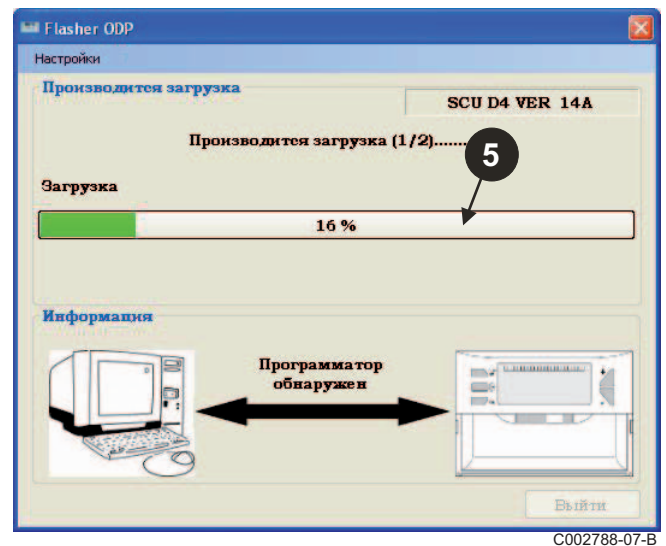 Flasher ODP
Настройки
Производится загрузка
SCU D4 VER 14A
Производится загрузка (1/2).......
5
Загрузка
16 %
Информация
Программатор
обнаружен
Выйти
C002788-07-B